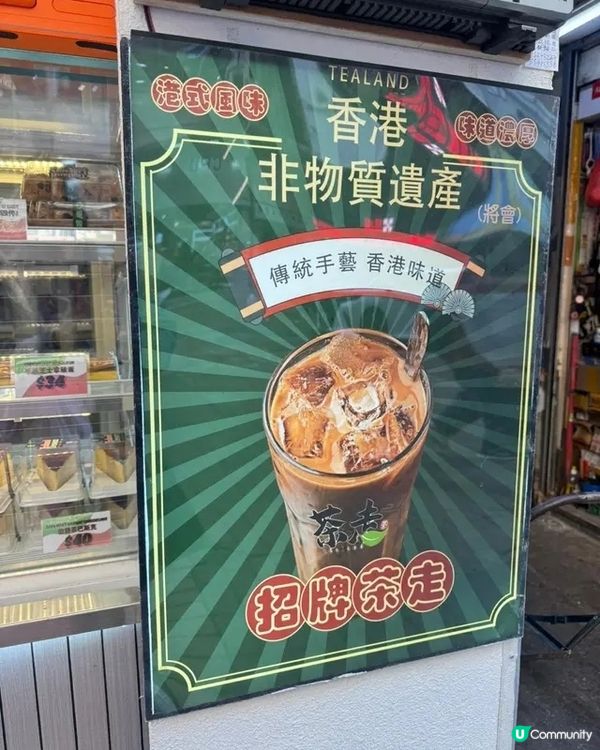 TEALAND
港式風味
香港
味道濃厚
非物質遺產
(將會)
傳統手藝 香港味道
茶走
招牌茶走
$34
$40
U Community